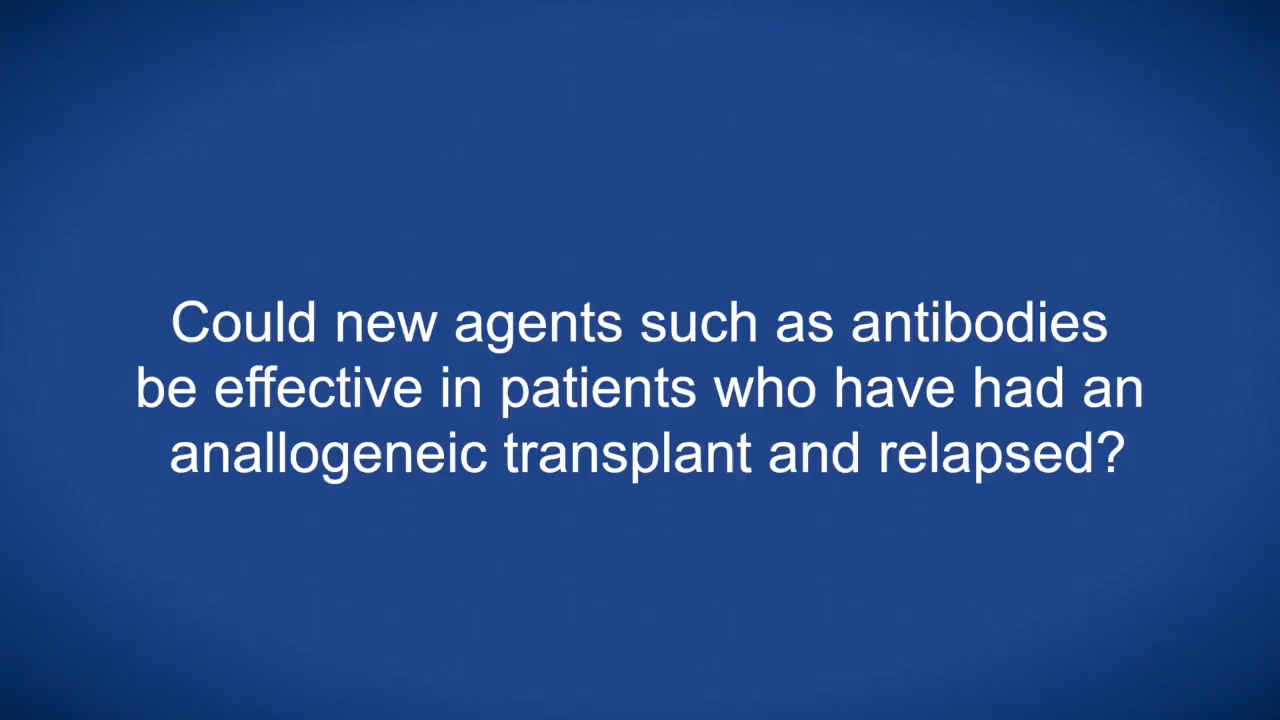 Could new agents such as antibodies
be effective in patients who have had an
anallogeneic transplant and relapsed?